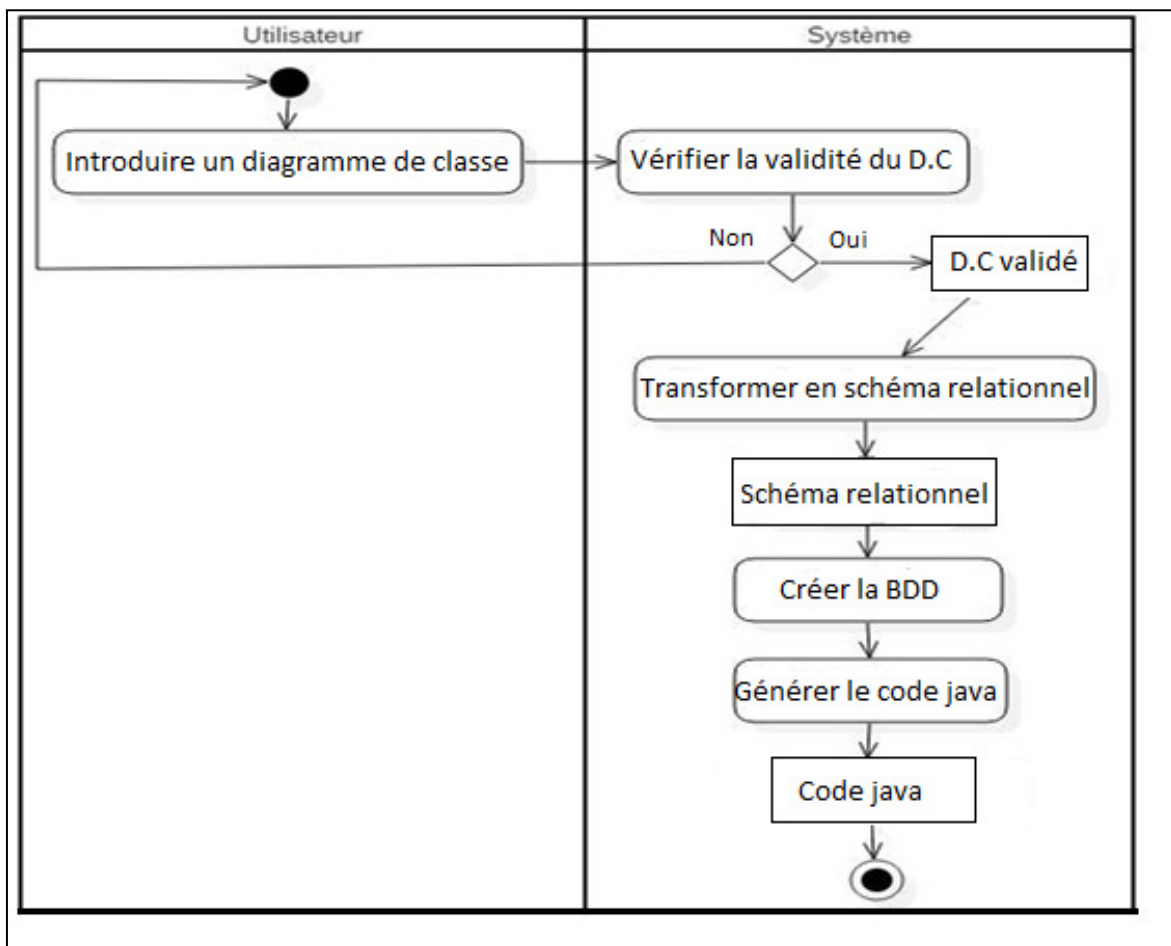 Utilisateur
Système
Introduire un diagramme de classe
Vérifier la validité du D.C
Non
Oui
D.C validé
Transformer en schéma relationnel
Schéma relationnel
Créer la BDD
Générer le code java
Code java